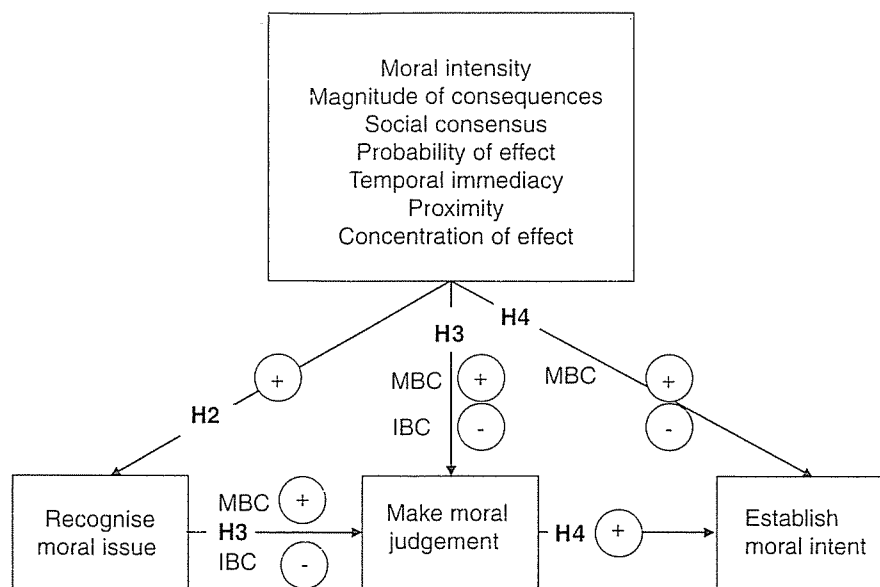 Moral intensity
Magnitude of consequences
Social consensus
Probability of effect
Temporal immediacy
Proximity
Concentration of effect
H4
H3
MBC + MBC +
+
H2
IBC - -
MBC +
Recognise
moral issue
H3
IBC -
Make moral
judgement
H4 +
Establish
moral intent